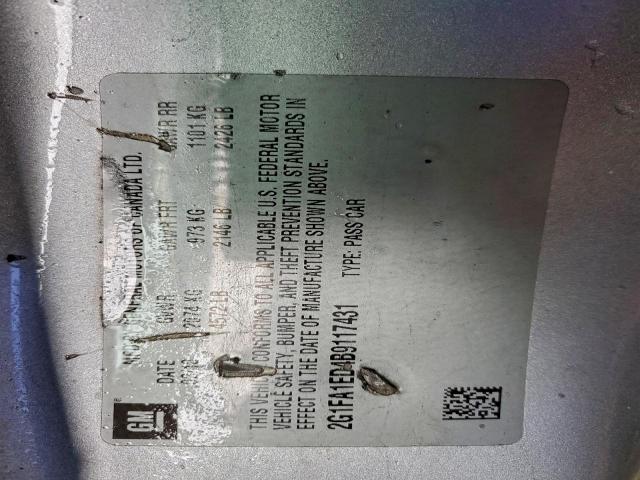 GM
GENERAL MOTORS OF CANADA LTD.
DATE GVWR GAWR FRT GAWR RR
2074 KG 973 KG 1101 KG
4572 LB 2146 LB 2426 LB
THIS VEHICLE CONFORMS TO ALL APPLICABLE U.S. FEDERAL MOTOR
VEHICLE SAFETY, BUMPER, AND THEFT PREVENTION STANDARDS IN
EFFECT ON THE DATE OF MANUFACTURE SHOWN ABOVE.
2G1FA1ED4B9117431 TYPE: PASS CAR